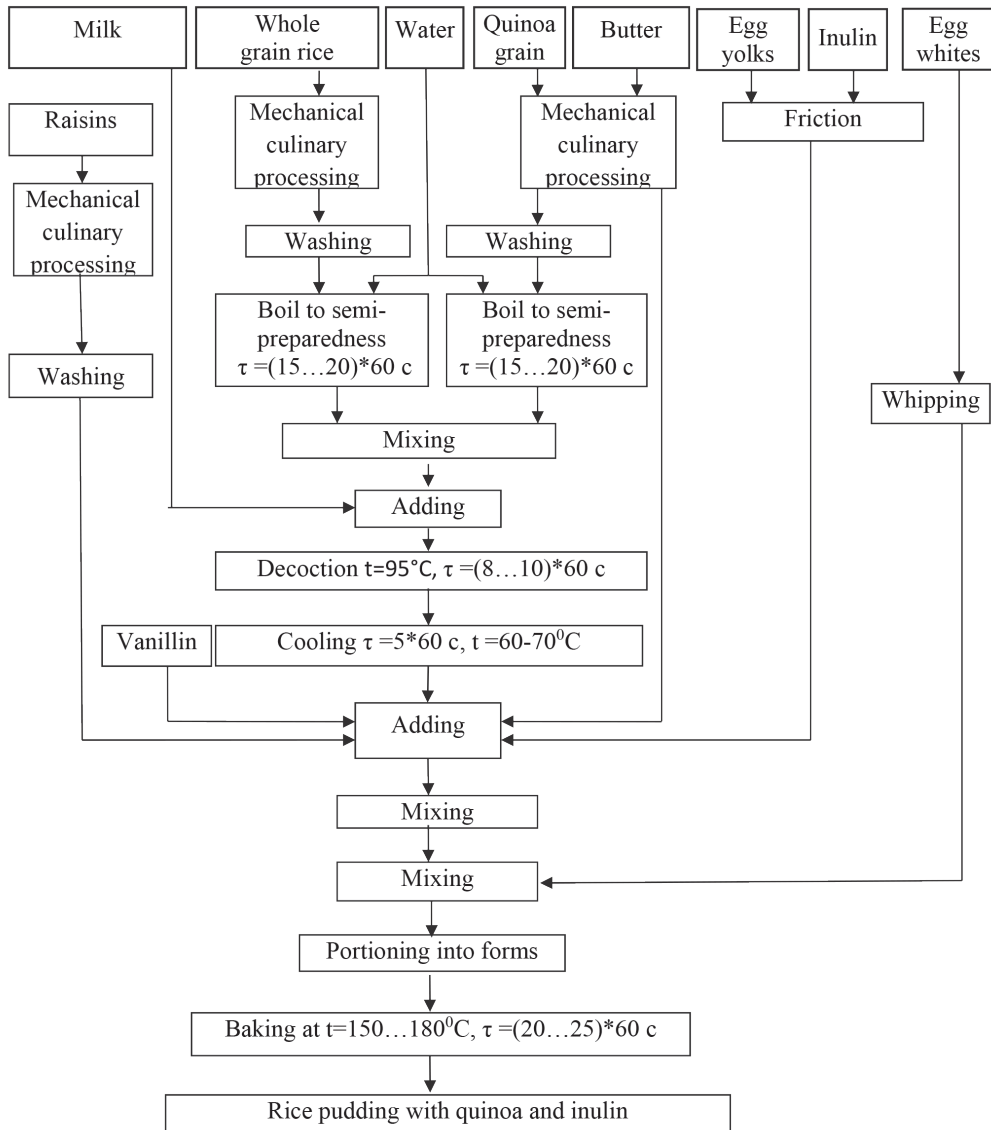 Milk
Whole
grain rice
Water
Quinoa
grain
Butter
Egg
yolks
Inulin
Egg
whites
Raisins
Mechanical
culinary
processing
Mechanical
culinary
processing
Friction
Mechanical
culinary
processing
Washing
Washing
Boil to semi-
preparedness
τ =(15…20)*60 c
Boil to semi-
preparedness
τ =(15…20)*60 c
Washing
Whipping
Mixing
Adding
Decoction t=95°C, τ =(8…10)*60 c
Vanillin
Cooling τ =5*60 c, t =60-70⁰C
Adding
Mixing
Mixing
Portioning into forms
Baking at t=150…180⁰C, τ =(20…25)*60 c
Rice pudding with quinoa and inulin